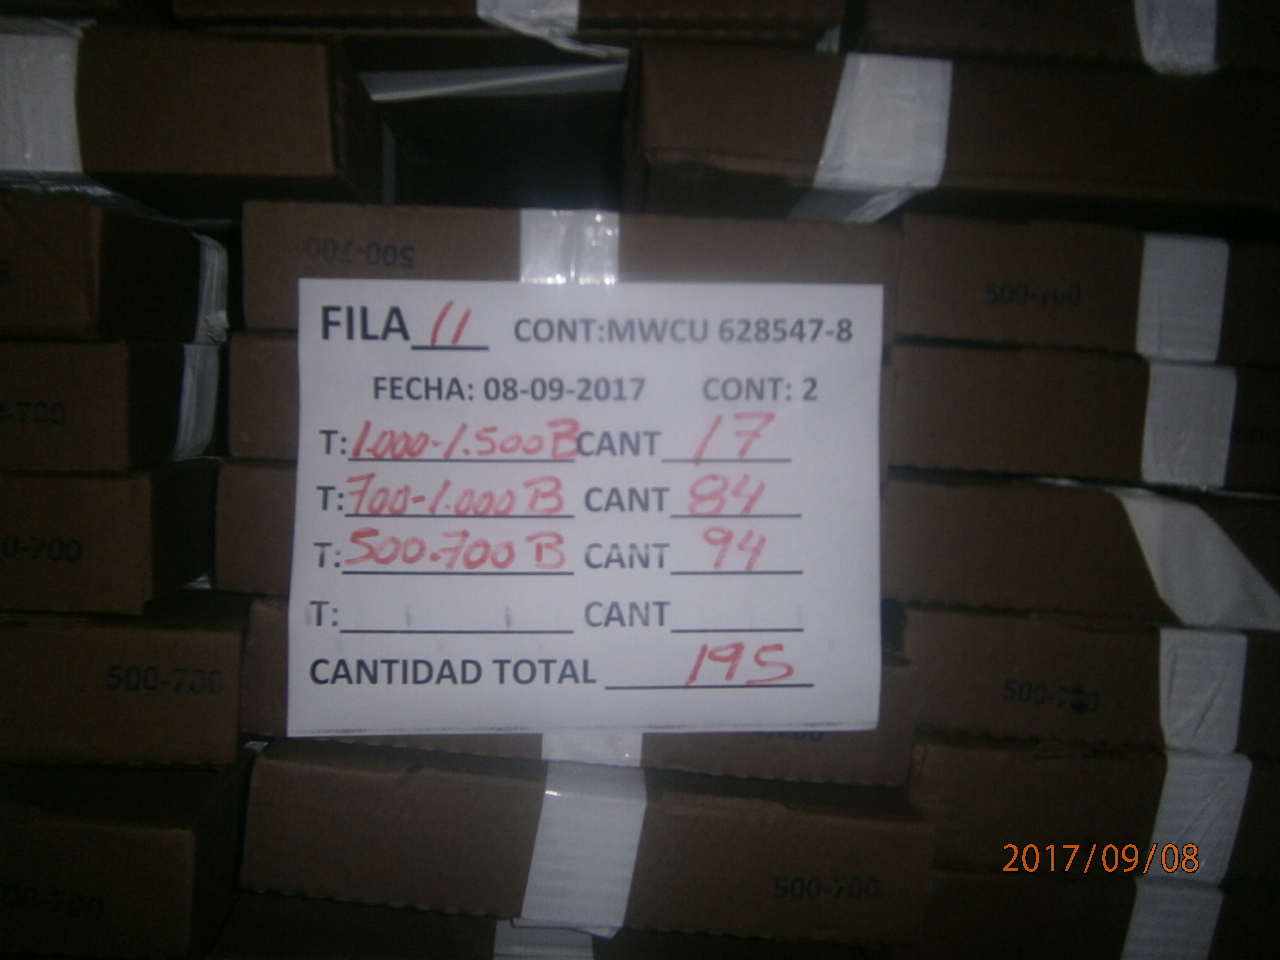 500-700
500-700
FILA 11 CONT:MWCU 628547-8
FECHA: 08-09-2017 CONT: 2
T: 1.000-1.500 B CANT 17
T: 700-1.000 B CANT 84
T: 500-700 B CANT 94
T: CANT
CANTIDAD TOTAL 195
-700
0-700
500-700
500-700
500-700
2017/09/08